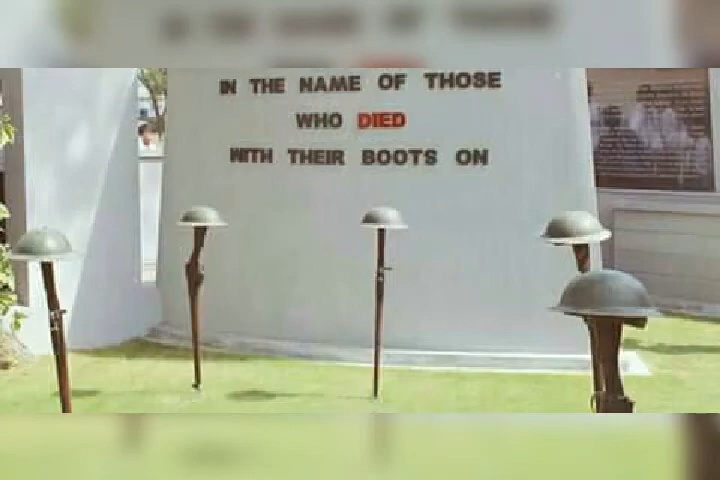 IN THE NAME OF THOSE
WHO DIED
WITH THEIR BOOTS ON